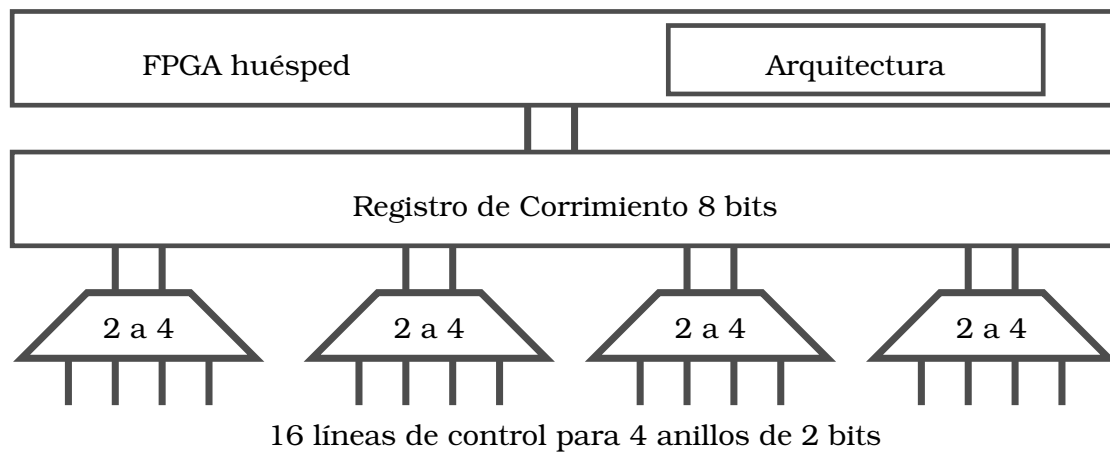 FPGA huésped
Arquitectura
Registro de Corrimiento 8 bits
2 a 4
2 a 4
2 a 4
2 a 4
16 líneas de control para 4 anillos de 2 bits